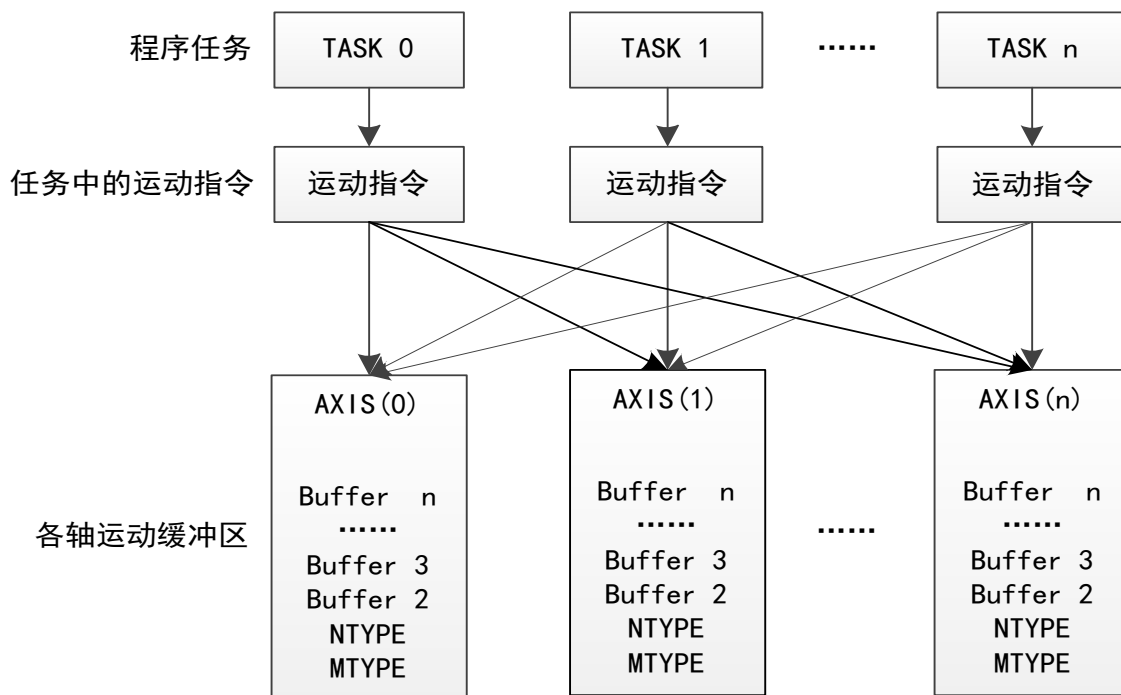 程序任务 TASK 0 TASK 1 …… TASK n
任务中的运动指令 运动指令 运动指令 运动指令
AXIS(0) AXIS(1) AXIS(n)
Buffer n Buffer n Buffer n
…… …… ……
各轴运动缓冲区 ……
Buffer 3 Buffer 3 Buffer 3
Buffer 2 Buffer 2 Buffer 2
NTYPE NTYPE NTYPE
MTYPE MTYPE MTYPE